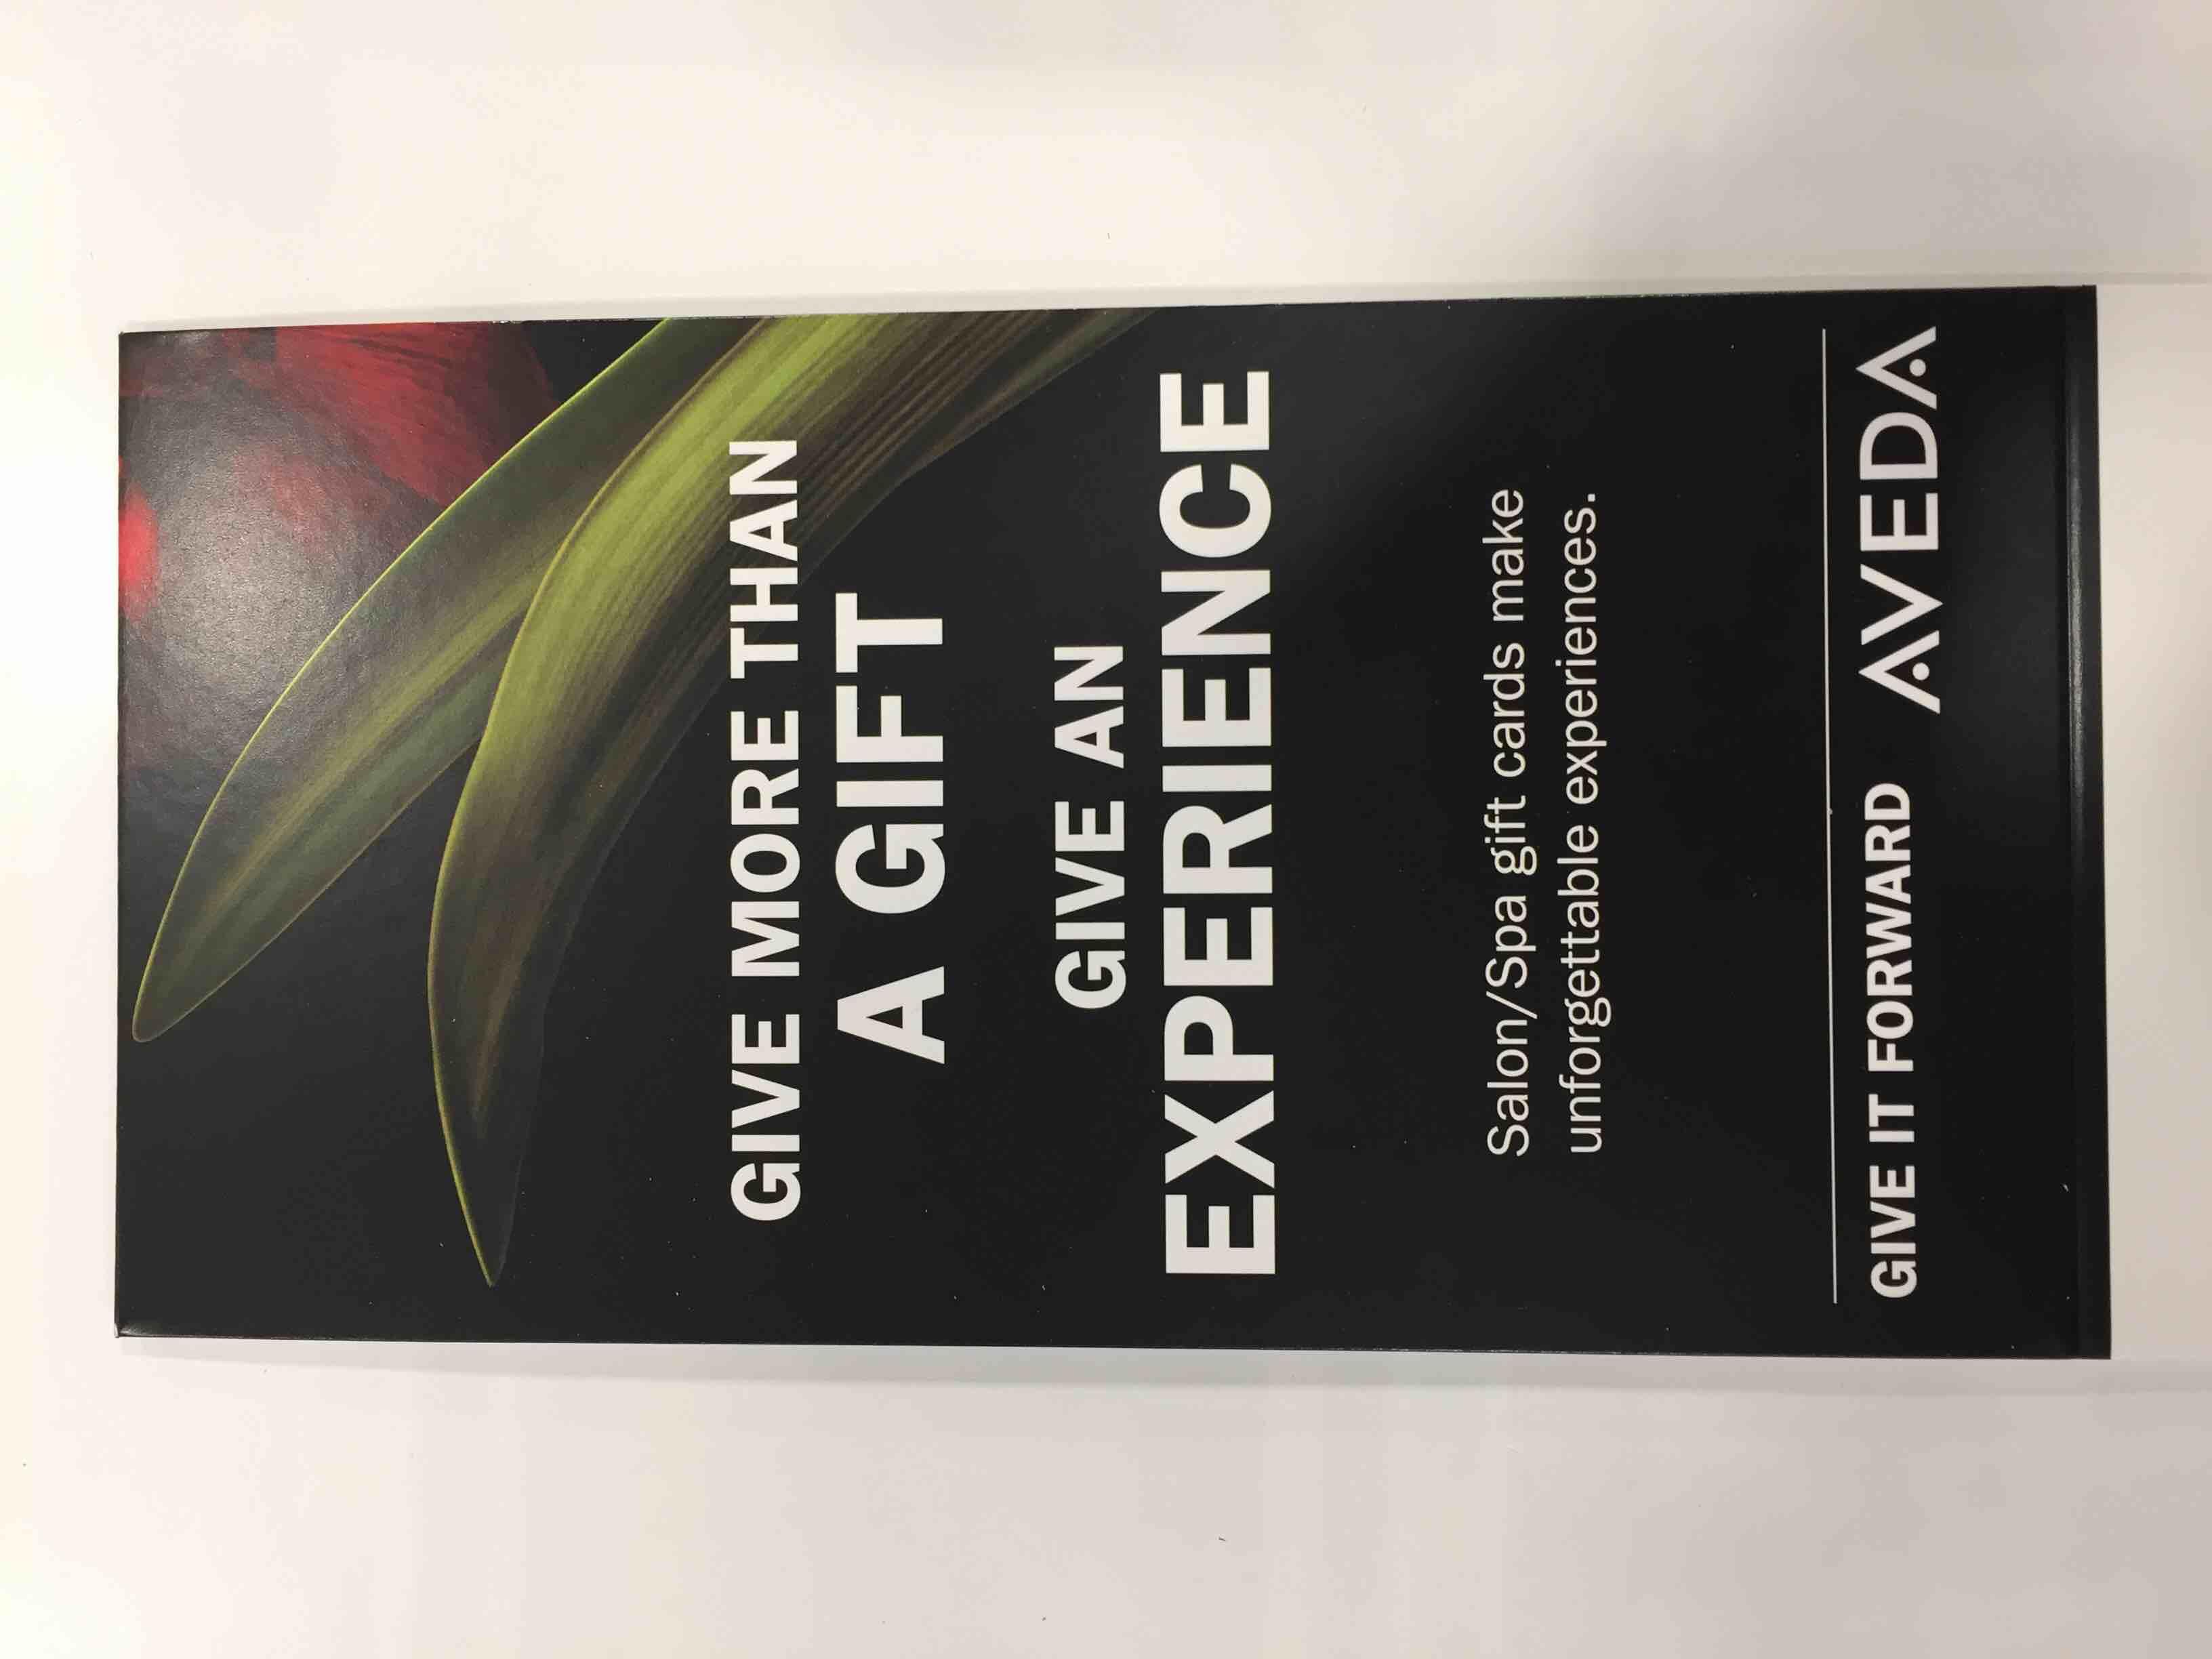 GIVE MORE THAN
A GIFT
GIVE AN
EXPERIENCE
Salon/Spa gift cards make
unforgettable experiences.
GIVE IT FORWARD AVEDA